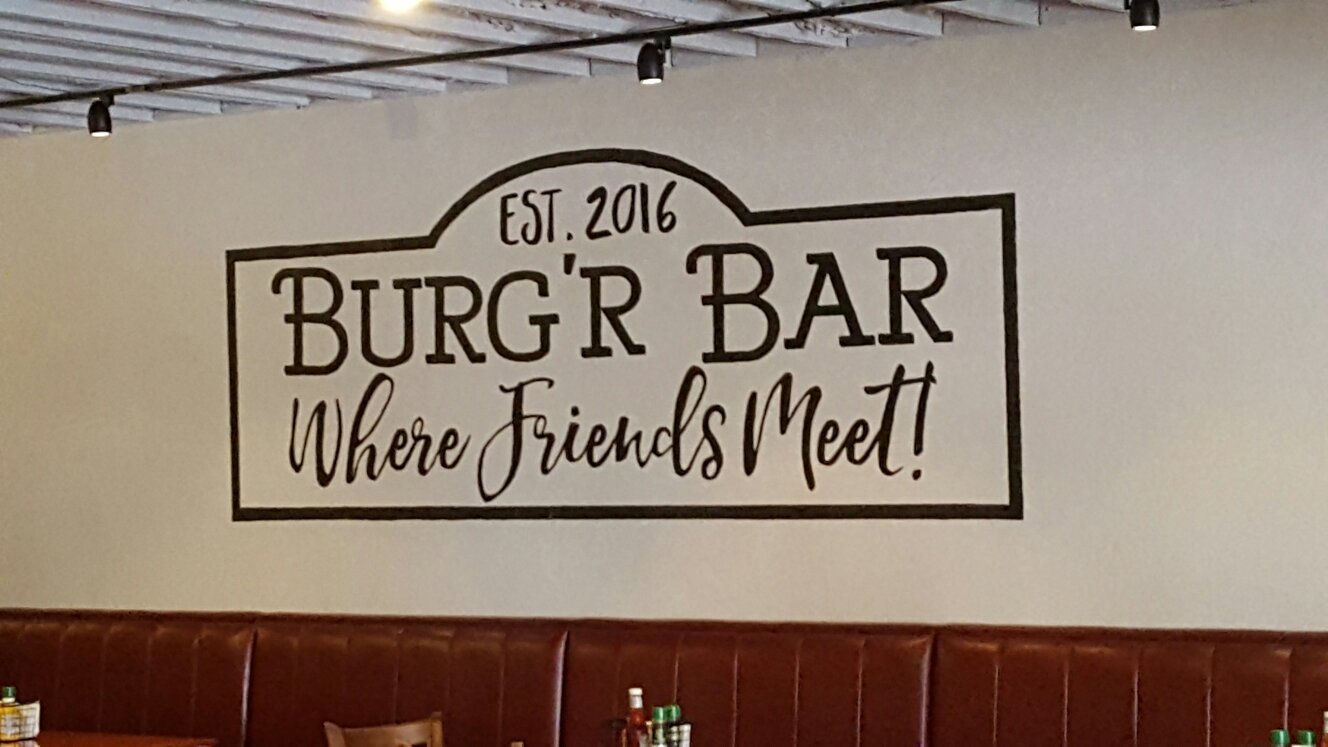 EST. 2016
BURG'R BAR
Where Friends Meet!